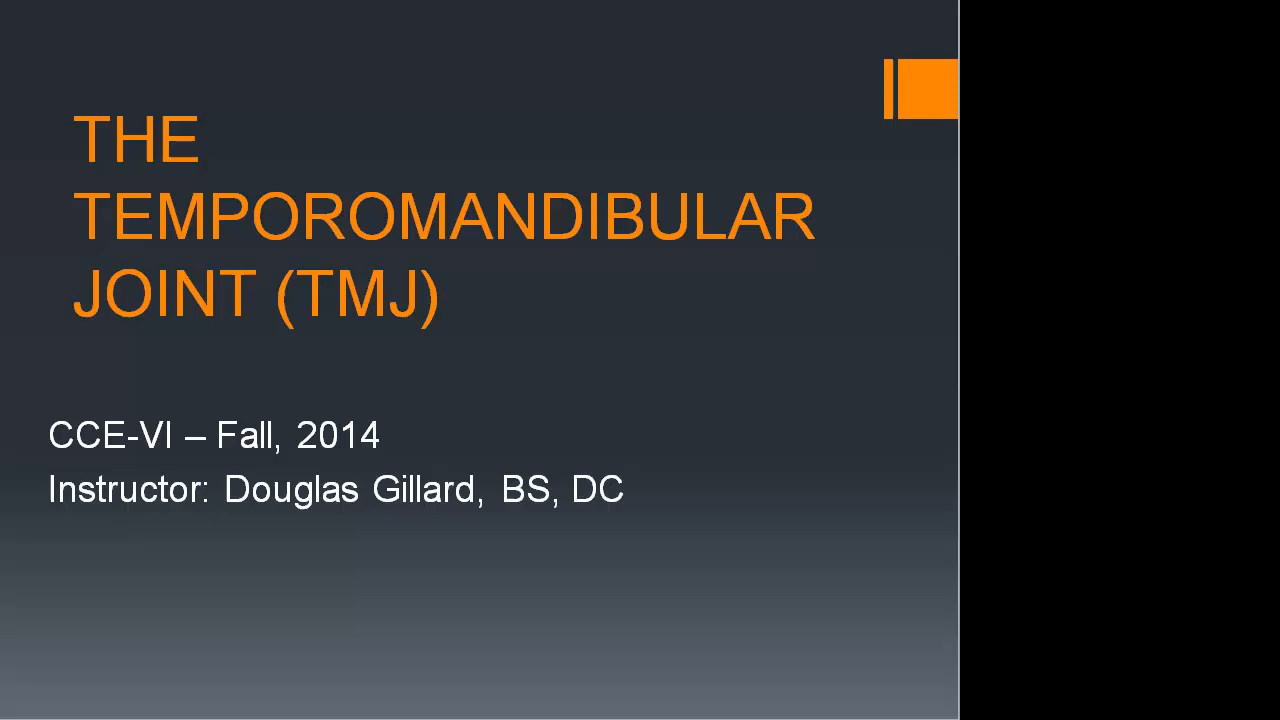 THE
TEMPOROMANDIBULAR
JOINT (TMJ)
CCE-VI – Fall, 2014
Instructor: Douglas Gillard, BS, DC